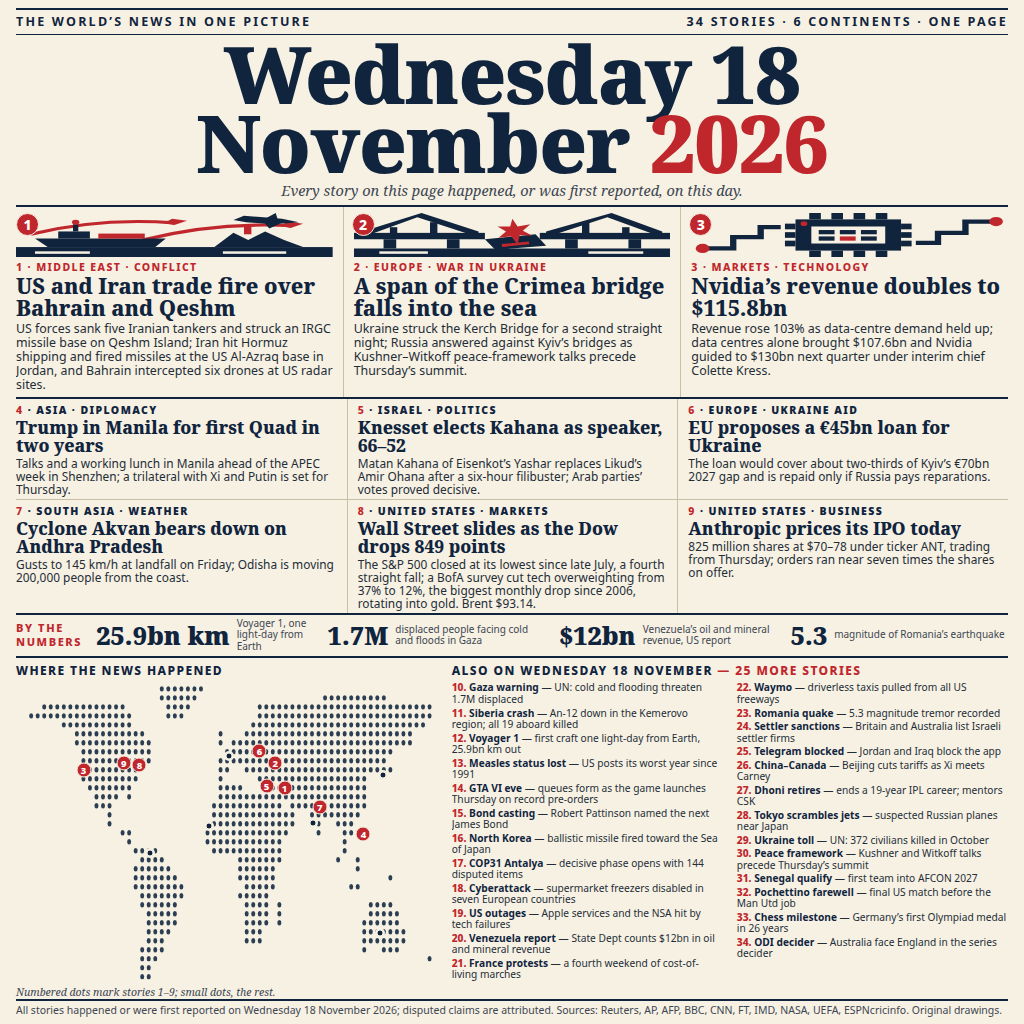 THE WORLD’S NEWS IN ONE PICTURE
34 STORIES · 6 CONTINENTS · ONE PAGE
Wednesday 18
November 2026
Every story on this page happened, or was first reported, on this day.
1
1 · MIDDLE EAST · CONFLICT
US and Iran trade fire over
Bahrain and Qeshm
US forces sank five Iranian tankers and struck an IRGC
missile base on Qeshm Island; Iran hit Hormuz
shipping and fired missiles at the US Al-Azraq base in
Jordan, and Bahrain intercepted six drones at US radar
sites.
2
2 · EUROPE · WAR IN UKRAINE
A span of the Crimea bridge
falls into the sea
Ukraine struck the Kerch Bridge for a second straight
night; Russia answered against Kyiv’s bridges as
Kushner–Witkoff peace-framework talks precede
Thursday’s summit.
3
3 · MARKETS · TECHNOLOGY
Nvidia’s revenue doubles to
$115.8bn
Revenue rose 103% as data-centre demand held up;
data centres alone brought $107.6bn and Nvidia
guided to $130bn next quarter under interim chief
Colette Kress.
4 · ASIA · DIPLOMACY
Trump in Manila for first Quad in
two years
Talks and a working lunch in Manila ahead of the APEC
week in Shenzhen; a trilateral with Xi and Putin is set for
Thursday.
5 · ISRAEL · POLITICS
Knesset elects Kahana as speaker,
66–52
Matan Kahana of Eisenkot’s Yashar replaces Likud’s
Amir Ohana after a six-hour filibuster; Arab parties’
votes proved decisive.
6 · EUROPE · UKRAINE AID
EU proposes a €45bn loan for
Ukraine
The loan would cover about two-thirds of Kyiv’s €70bn
2027 gap and is repaid only if Russia pays reparations.
7 · SOUTH ASIA · WEATHER
Cyclone Akvan bears down on
Andhra Pradesh
Gusts to 145 km/h at landfall on Friday; Odisha is moving
200,000 people from the coast.
8 · UNITED STATES · MARKETS
Wall Street slides as the Dow
drops 849 points
The S&P 500 closed at its lowest since late July, a fourth
straight fall; a BofA survey cut tech overweighting from
37% to 12%, the biggest monthly drop since 2006,
rotating into gold. Brent $93.14.
9 · UNITED STATES · BUSINESS
Anthropic prices its IPO today
825 million shares at $70–78 under ticker ANT, trading
from Thursday; orders ran near seven times the shares
on offer.
BY THE
NUMBERS
25.9bn km
Voyager 1, one
light-day from
Earth
1.7M
displaced people facing cold
and floods in Gaza
$12bn
Venezuela’s oil and mineral
revenue, US report
5.3
magnitude of Romania’s earthquake
WHERE THE NEWS HAPPENED
6
3
9
8
2
5
1
7
4
Numbered dots mark stories 1–9; small dots, the rest.
ALSO ON WEDNESDAY 18 NOVEMBER — 25 MORE STORIES
10. Gaza warning — UN: cold and flooding threaten
1.7M displaced
11. Siberia crash — An-12 down in the Kemerovo
region; all 19 aboard killed
12. Voyager 1 — first craft one light-day from Earth,
25.9bn km out
13. Measles status lost — US posts its worst year since
1991
14. GTA VI eve — queues form as the game launches
Thursday on record pre-orders
15. Bond casting — Robert Pattinson named the next
James Bond
16. North Korea — ballistic missile fired toward the Sea
of Japan
17. COP31 Antalya — decisive phase opens with 144
disputed items
18. Cyberattack — supermarket freezers disabled in
seven European countries
19. US outages — Apple services and the NSA hit by
tech failures
20. Venezuela report — State Dept counts $12bn in oil
and mineral revenue
21. France protests — a fourth weekend of cost-of-
living marches
22. Waymo — driverless taxis pulled from all US
freeways
23. Romania quake — 5.3 magnitude tremor recorded
24. Settler sanctions — Britain and Australia list Israeli
settler firms
25. Telegram blocked — Jordan and Iraq block the app
26. China–Canada — Beijing cuts tariffs as Xi meets
Carney
27. Dhoni retires — ends a 19-year IPL career; mentors
CSK
28. Tokyo scrambles jets — suspected Russian planes
near Japan
29. Ukraine toll — UN: 372 civilians killed in October
30. Peace framework — Kushner and Witkoff talks
precede Thursday’s summit
31. Senegal qualify — first team into AFCON 2027
32. Pochettino farewell — final US match before the
Man Utd job
33. Chess milestone — Germany’s first Olympiad medal
in 26 years
34. ODI decider — Australia face England in the series
decider
All stories happened or were first reported on Wednesday 18 November 2026; disputed claims are attributed. Sources: Reuters, AP, AFP, BBC, CNN, FT, IMD, NASA, UEFA, ESPNcricinfo. Original drawings.